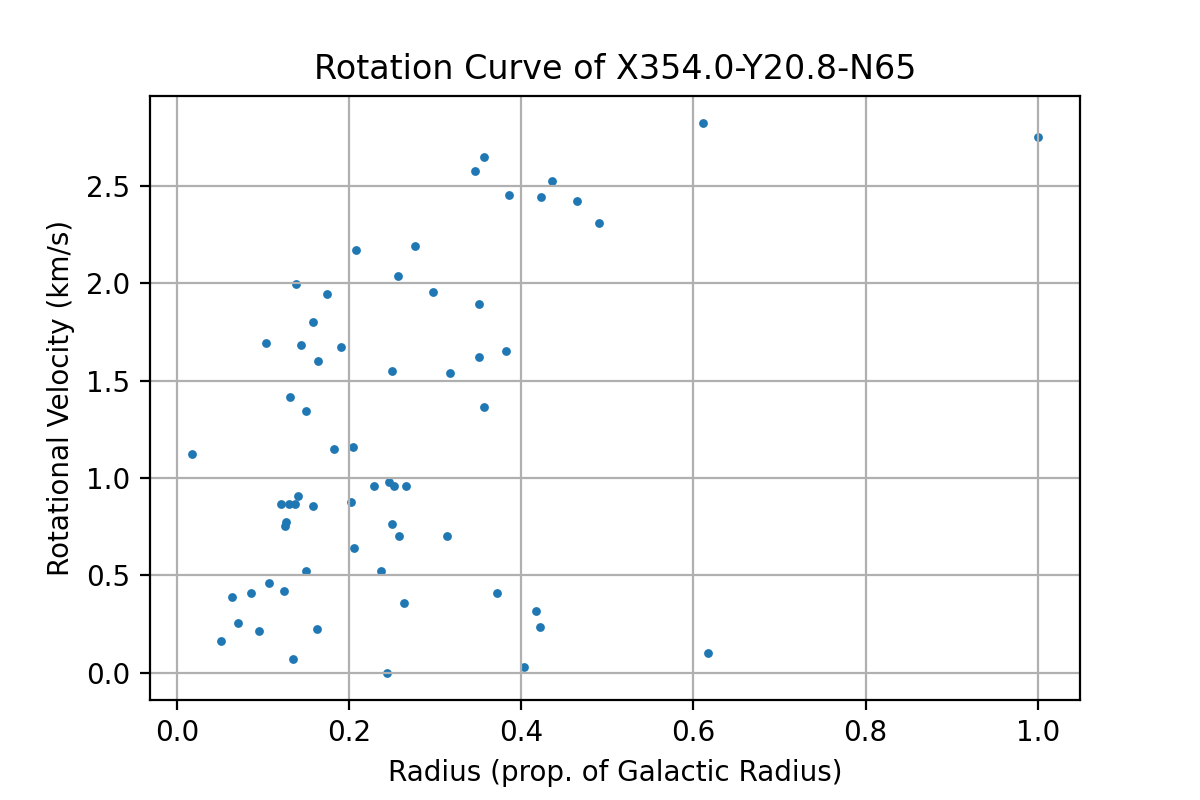 Rotation Curve of X354.0-Y20.8-N65
Rotational Velocity (km/s)
2.5
2.0
1.5
1.0
0.5
0.0
0.0 0.2 0.4 0.6 0.8 1.0
Radius (prop. of Galactic Radius)